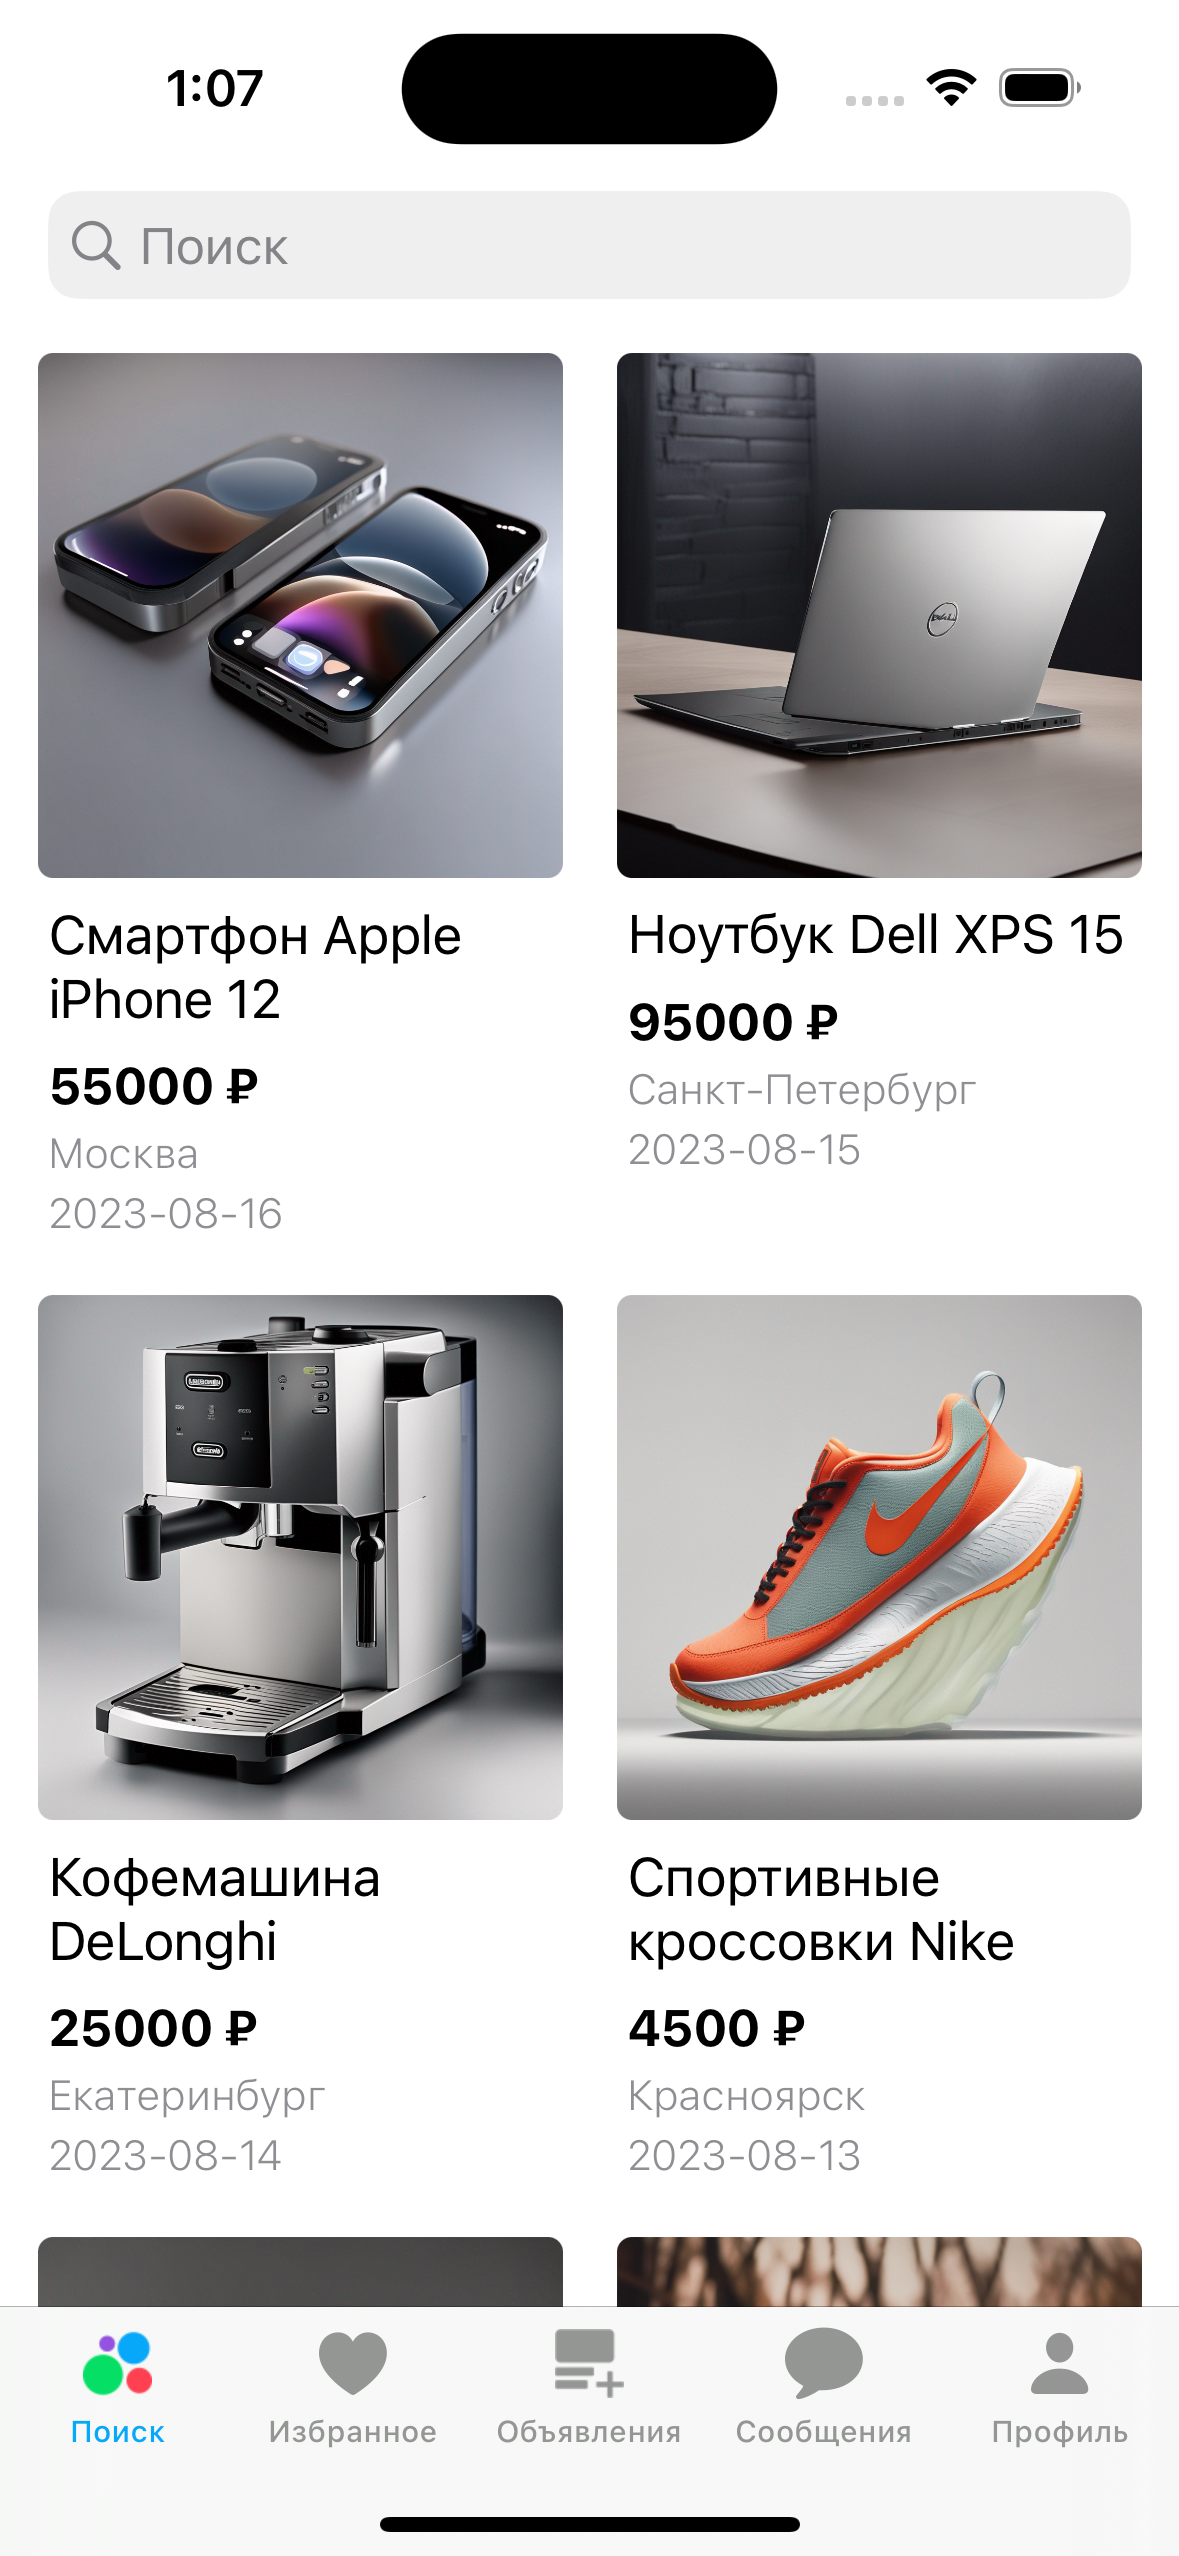 1:07
Поиск
Смартфон Apple
iPhone 12
55000 ₽
Москва
2023-08-16
Ноутбук Dell XPS 15
95000 ₽
Санкт-Петербург
2023-08-15
Кофемашина
DeLonghi
25000 ₽
Екатеринбург
2023-08-14
Спортивные
кроссовки Nike
4500 ₽
Красноярск
2023-08-13
Поиск
Избранное
Объявления
Сообщения
Профиль